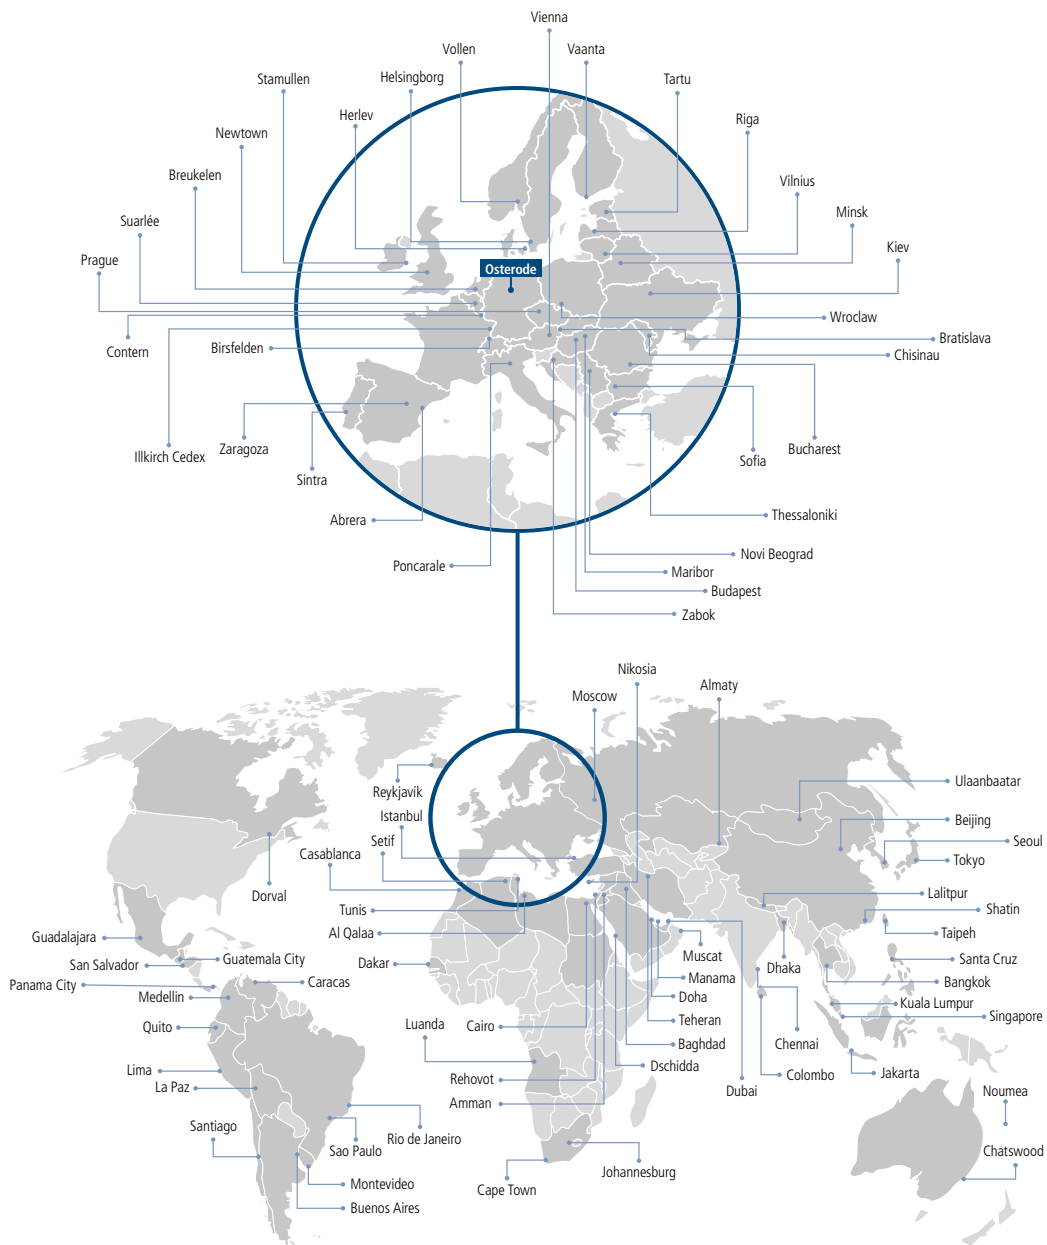 Vienna
Vollen
Vaanta
Stamullen
Helsingborg
Tartu
Herlev
Riga
Newtown
Breukelen
Vilnius
Suarlée
Minsk
Kiev
Prague
Osterode
Wroclaw
Contern
Birsfelden
Bratislava
Chisinau
Illkirch Cedex
Zaragoza
Sintra
Sofia
Bucharest
Abrera
Thessaloniki
Novi Beograd
Poncarale
Maribor
Budapest
Zabok
Nikosia
Moscow
Almaty
Reykjavík
Ulaanbaatar
Istanbul
Beijing
Setif
Seoul
Casablanca
Tokyo
Dorval
Lalitpur
Tunis
Shatin
Guadalajara
Al Qalaa
Taipeh
Guatemala City
Muscat
San Salvador
Dakar
Dhaka
Santa Cruz
Panama City
Caracas
Manama
Bangkok
Medellin
Doha
Kuala Lumpur
Quito
Luanda
Cairo
Teheran
Singapore
Baghdad
Chennai
Lima
Dschidda
Jakarta
La Paz
Rehovot
Dubai
Colombo
Noumea
Amman
Santiago
Rio de Janeiro
Sao Paulo
Chatswood
Montevideo
Cape Town
Johannesburg
Buenos Aires